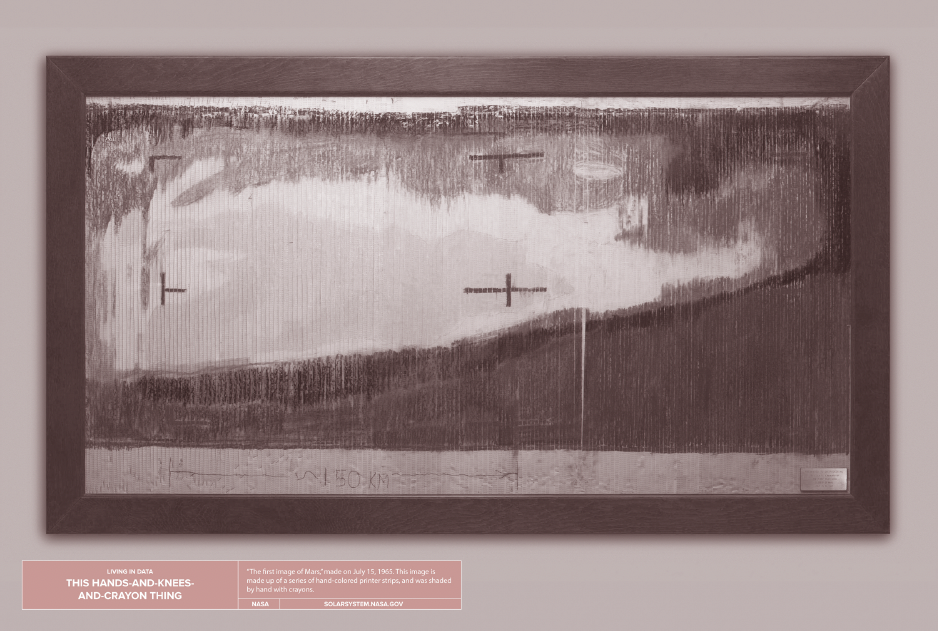 ~150 KM
LIVING IN DATA
THIS HANDS-AND-KNEES-
AND-CRAYON THING
"The first image of Mars," made on July 15, 1965. This image is
made up of a series of hand-colored printer strips, and was shaded
by hand with crayons.
NASA
SOLARSYSTEM.NASA.GOV